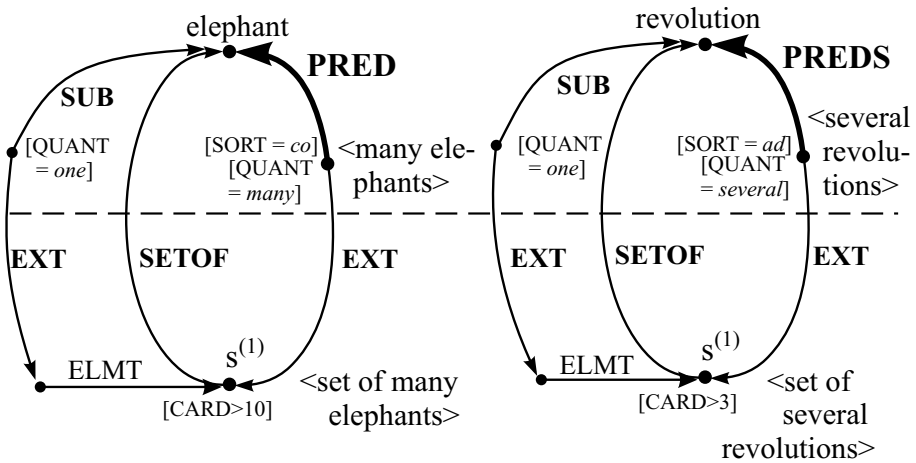 elephant
PRED
SUB
[QUANT
= one]
[SORT = co]
[QUANT
= many]
<many ele-
phants>
EXT
SETOF
EXT
s(1)
ELMT
[CARD>10]
<set of many
elephants>
revolution
PREDS
SUB
[QUANT
= one]
[SORT = ad]
[QUANT
= several]
<several
revolu-
tions>
EXT
SETOF
EXT
s(1)
ELMT
[CARD>3]
<set of
several
revolutions>